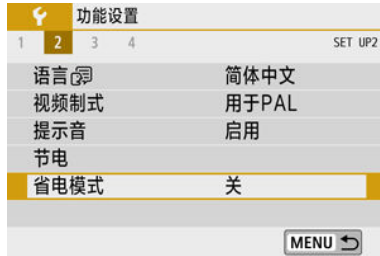 功能设置
1 2 3 4 SET UP2
语言 简体中文
视频制式 用于PAL
提示音 启用
节电
省电模式 关
MENU